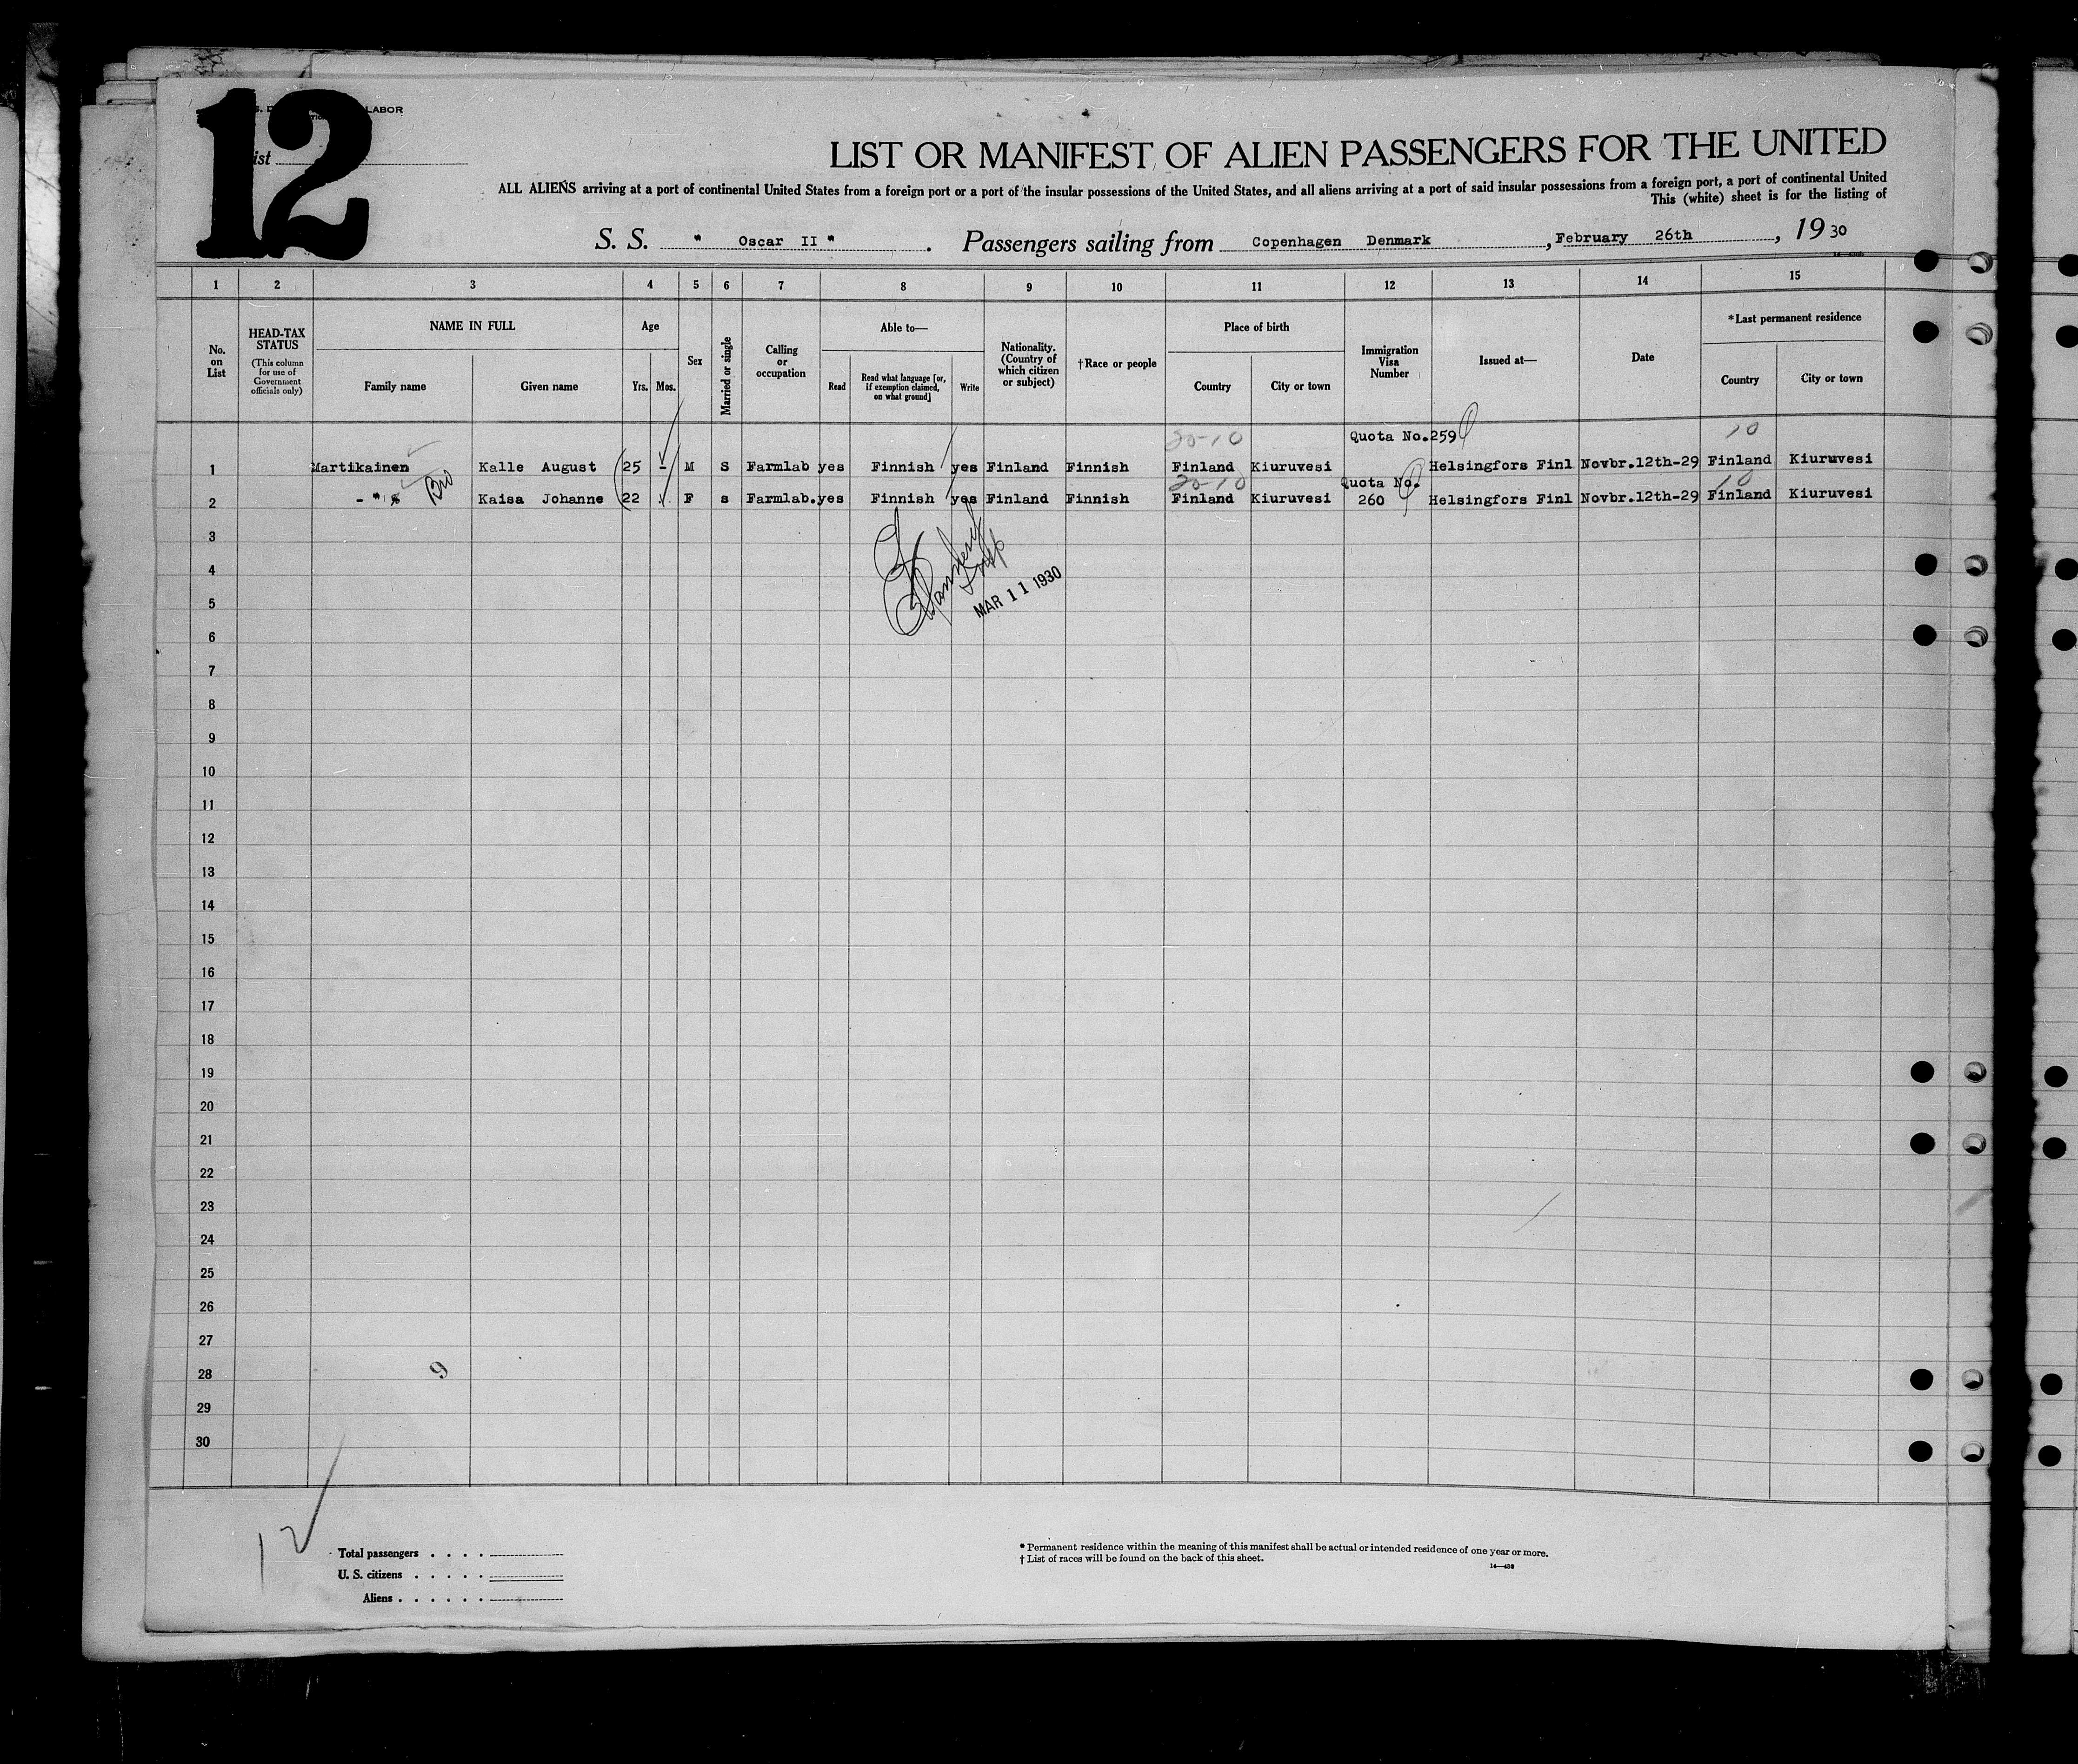 12
LABOR
LIST OR MANIFEST OF ALIEN PASSENGERS FOR THE UNITED
ALL ALIENS arriving at a port of continental United States from a foreign port or a port of the insular possessions of the United States, and all aliens arriving at a port of said insular possessions from a foreign port, a port of continental United
This (white) sheet is for the listing of
S. S. " Oscar II " . Passengers sailing from Copenhagen Denmark , February 26th , 19 30
1 2 3 4 5 6 7 8 9 10 11 12 13 14 15
No. on List
HEAD-TAX STATUS
(This column for use of Government officials only)
NAME IN FULL
Family name Given name
Age
Yrs. Mos.
Sex
Married or single
Calling or occupation
Able to—
Read
Read what language [or, if exemption claimed, on what ground]
Write
Nationality. (Country of which citizen or subject)
†Race or people
Place of birth
Country City or town
Immigration Visa Number
Issued at—
Date
*Last permanent residence
Country City or town
20-10 Quota No.259 10
1 Martikainen Kalle August 25 - M S Farmlab yes Finnish yes Finland Finnish Finland Kiuruvesi Helsingfors Finl Novbr.12th-29 Finland Kiuruvesi
Bro 20-10 Quota No. 10
2 - " - Kaisa Johanne 22 F s Farmlab. yes Finnish yes Finland Finnish Finland Kiuruvesi 260 Helsingfors Finl Novbr.12th-29 Finland Kiuruvesi
3
4
MAR 11 1930
5
6
7
8
9
10
11
12
13
14
15
16
17
18
19
20
21
22
23
24
25
26
27
9
28
29
30
12
Total passengers . . . .
U. S. citizens . . . . .
Aliens . . . . . .
* Permanent residence within the meaning of this manifest shall be actual or intended residence of one year or more.
† List of races will be found on the back of this sheet.